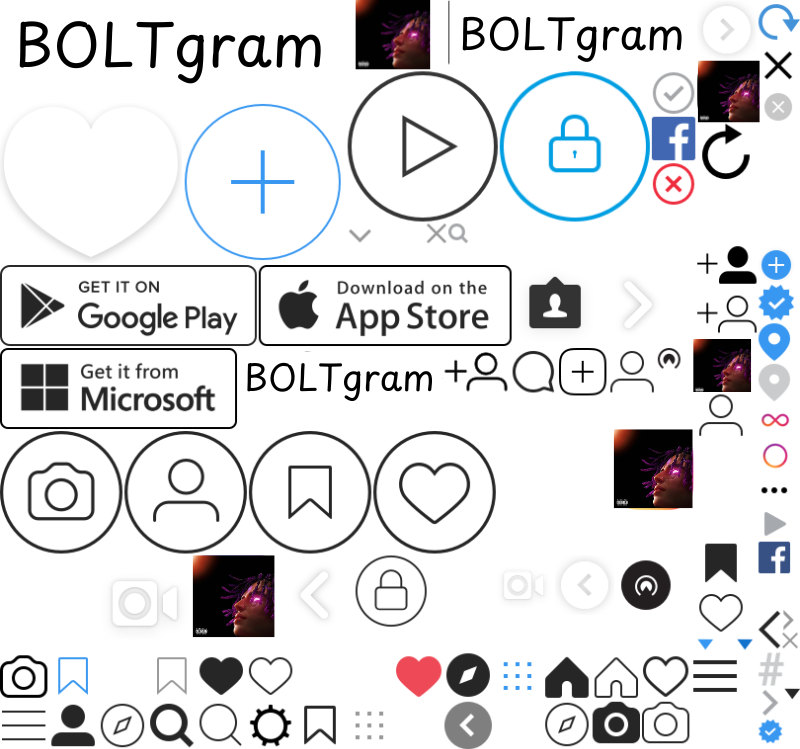 BOLTgram
BOLTgram
GET IT ON
Google Play
Download on the
App Store
Get it from
Microsoft
BOLTgram